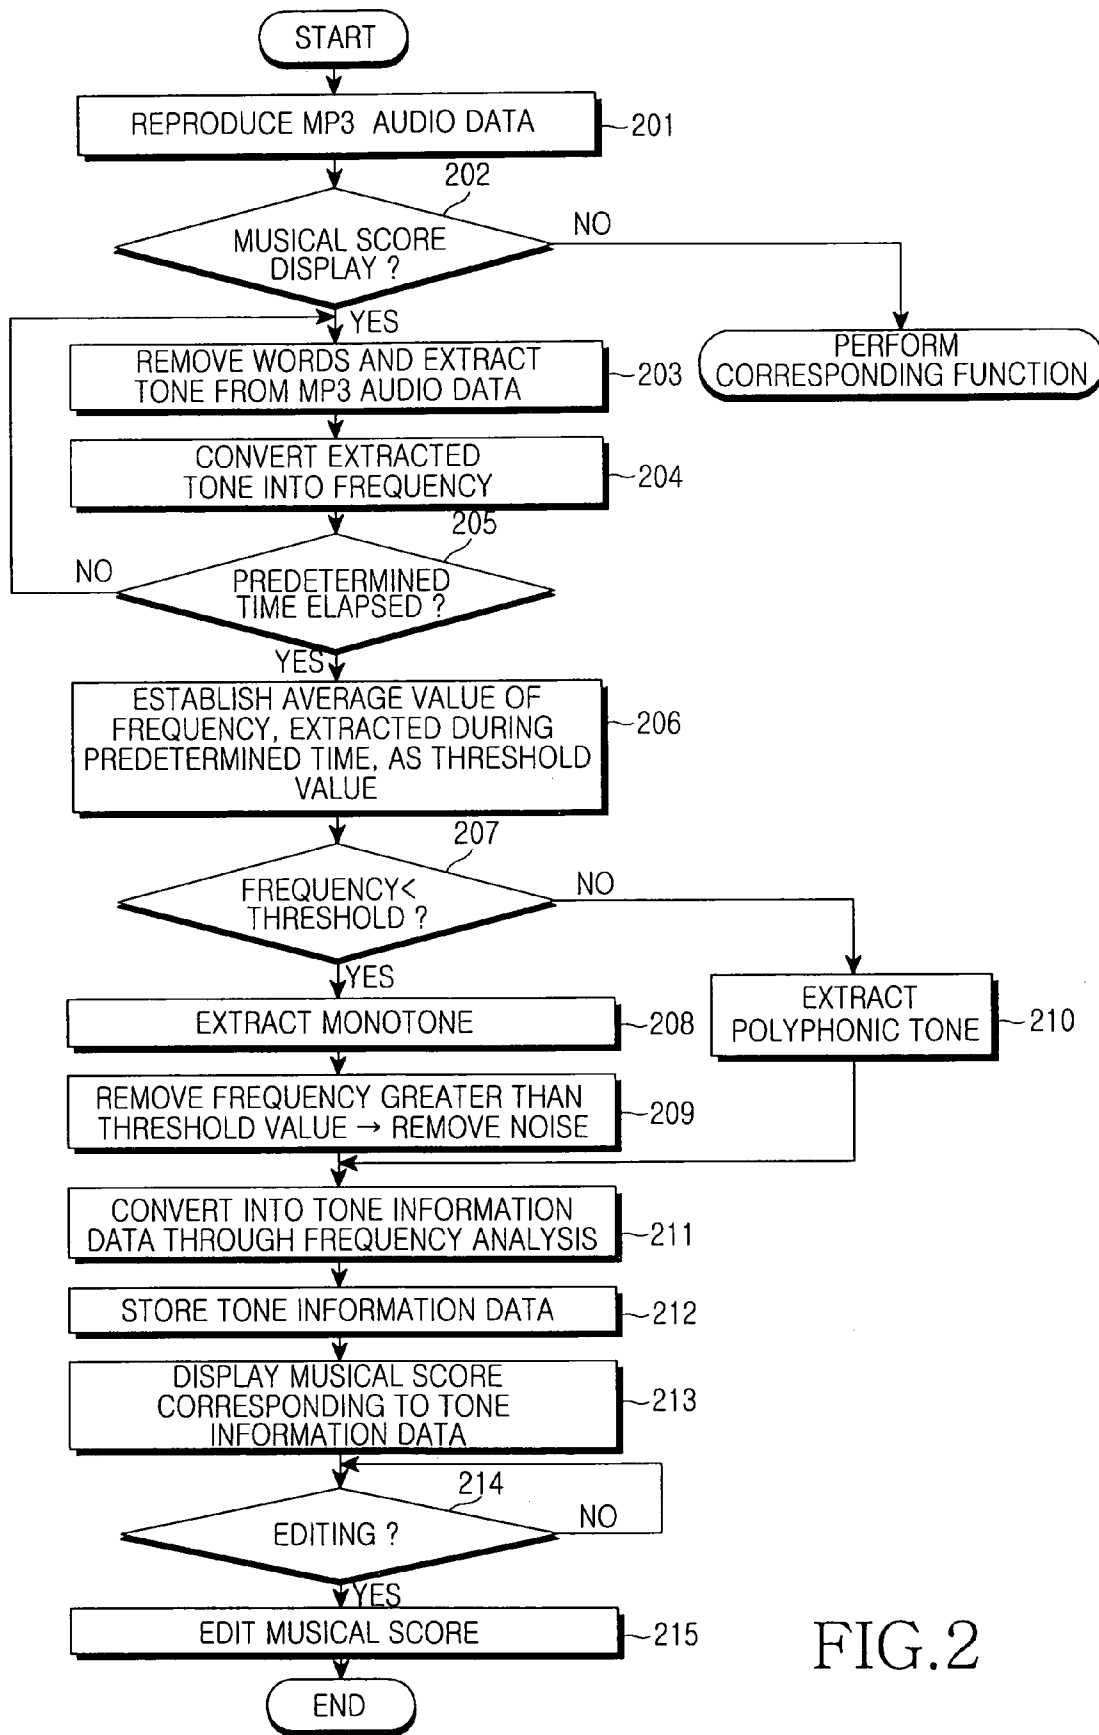 START
REPRODUCE MP3 AUDIO DATA
201
202
MUSICAL SCORE
DISPLAY ?
NO
YES
PERFORM
CORRESPONDING FUNCTION
REMOVE WORDS AND EXTRACT
TONE FROM MP3 AUDIO DATA
203
CONVERT EXTRACTED
TONE INTO FREQUENCY
204
205
PREDETERMINED
TIME ELAPSED ?
NO
YES
ESTABLISH AVERAGE VALUE OF
FREQUENCY, EXTRACTED DURING
PREDETERMINED TIME, AS THRESHOLD
VALUE
206
207
FREQUENCY<
THRESHOLD ?
NO
YES
EXTRACT MONOTONE
208
EXTRACT
POLYPHONIC TONE
210
REMOVE FREQUENCY GREATER THAN
THRESHOLD VALUE → REMOVE NOISE
209
CONVERT INTO TONE INFORMATION
DATA THROUGH FREQUENCY ANALYSIS
211
STORE TONE INFORMATION DATA
212
DISPLAY MUSICAL SCORE
CORRESPONDING TO TONE
INFORMATION DATA
213
214
EDITING ?
NO
YES
EDIT MUSICAL SCORE
215
END
FIG.2